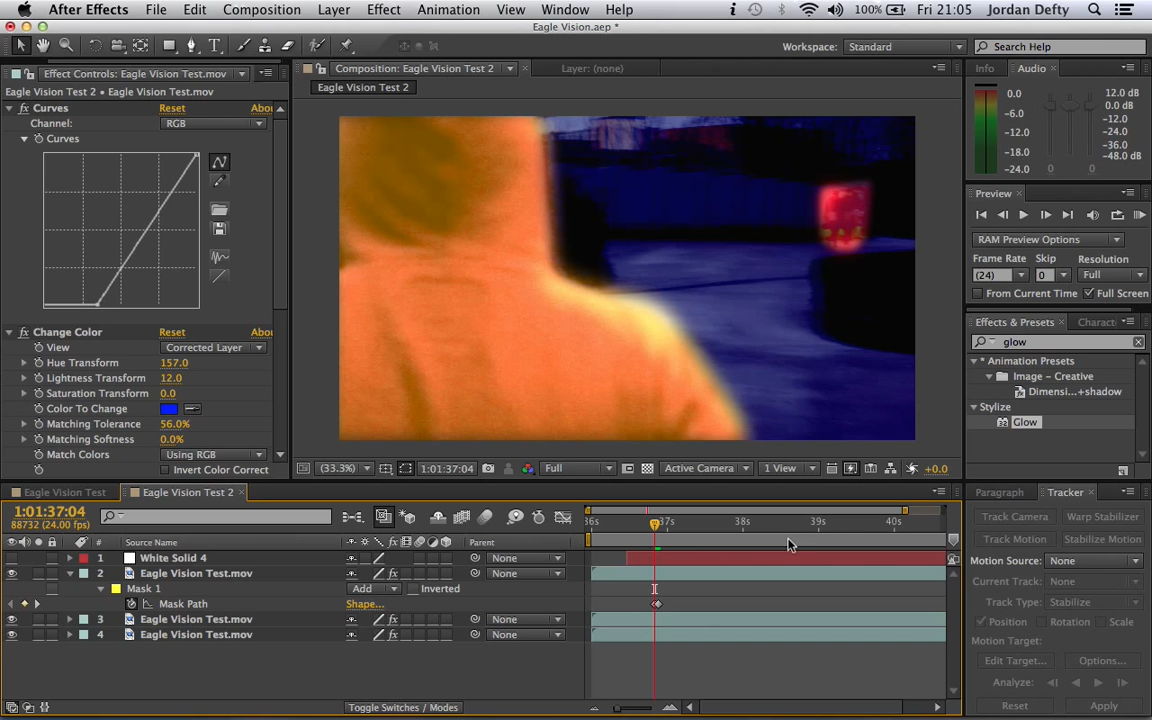 After Effects File Edit Composition Layer Effect Animation View Window Help 100% Fri 21:05 Jordan Defty
Eagle Vision.aep *
Workspace: Standard Search Help
Effect Controls: Eagle Vision Test.mov
Eagle Vision Test 2 • Eagle Vision Test.mov
Curves Reset Abou
Channel: RGB
Curves
Change Color Reset Abou
View Corrected Layer
Hue Transform 157.0
Lightness Transform 12.0
Saturation Transform 0.0
Color To Change
Matching Tolerance 56.0%
Matching Softness 0.0%
Match Colors Using RGB
Invert Color Correct
Composition: Eagle Vision Test 2 Layer: (none)
Eagle Vision Test 2
(33.3%) 1:01:37:04 Full Active Camera 1 View +0.0
Info Audio
0.0 12.0 dB
-6.0 0.0 dB
-12.0 -12.0
-18.0 -24.0
-24.0 -36.0
-48.0 dB
0 0
Preview
RAM Preview Options
Frame Rate Skip Resolution
(24) 0 Full
From Current Time Full Screen
Effects & Presets Charact
glow
* Animation Presets
Image – Creative
Dimensi...+shadow
Stylize
32 Glow
Eagle Vision Test Eagle Vision Test 2
1:01:37:04
88732 (24.00 fps)
36s 37s 38s 39s 40s
# Source Name Parent
1 White Solid 4 None
2 Eagle Vision Test.mov fx None
Mask 1 Add Inverted
Mask Path Shape...
3 Eagle Vision Test.mov fx None
4 Eagle Vision Test.mov fx None
Toggle Switches / Modes
Paragraph Tracker
Track Camera Warp Stabilizer
Track Motion Stabilize Motion
Motion Source: None
Current Track: None
Track Type: Stabilize
Position Rotation Scale
Motion Target:
Edit Target... Options...
Analyze:
Reset Apply